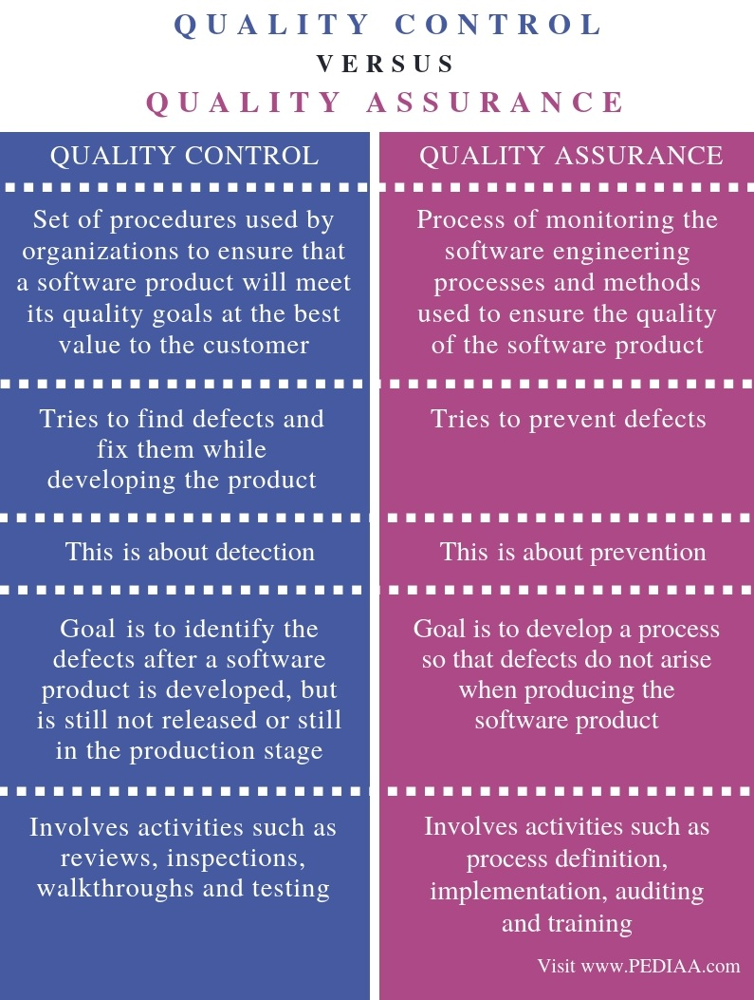 QUALITY CONTROL
VERSUS
QUALITY ASSURANCE
QUALITY CONTROL
Set of procedures used by
organizations to ensure that
a software product will meet
its quality goals at the best
value to the customer
Tries to find defects and
fix them while
developing the product
This is about detection
Goal is to identify the
defects after a software
product is developed, but
is still not released or still
in the production stage
Involves activities such as
reviews, inspections,
walkthroughs and testing
QUALITY ASSURANCE
Process of monitoring the
software engineering
processes and methods
used to ensure the quality
of the software product
Tries to prevent defects
This is about prevention
Goal is to develop a process
so that defects do not arise
when producing the
software product
Involves activities such as
process definition,
implementation, auditing
and training
Visit www.PEDIAA.com